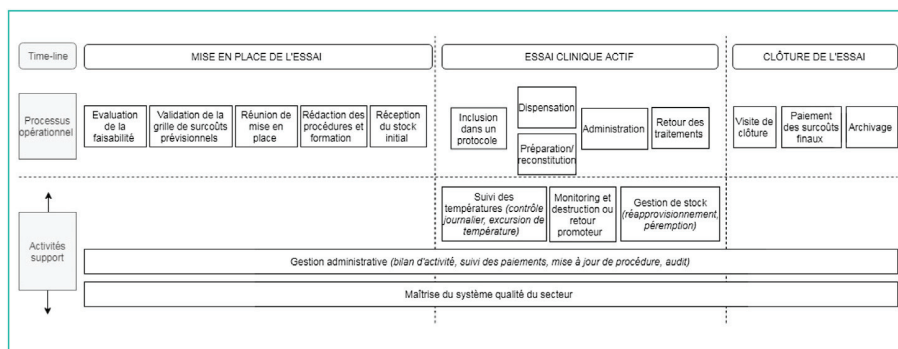 Time-line
MISE EN PLACE DE L'ESSAI
ESSAI CLINIQUE ACTIF
CLÔTURE DE L'ESSAI
Processus
opérationnel
Evaluation
de la
faisabilité
Validation de la
grille de surcoûts
prévisionnels
Réunion de
mise en
place
Rédaction des
procédures et
formation
Réception
du stock
initial
Inclusion
dans un
protocole
Dispensation
Préparation/
reconstitution
Administration
Retour des
traitements
Visite de
clôture
Paiement
des surcoûts
finaux
Archivage
Activités
support
Suivi des
températures (contrôle
journalier, excursion de
température)
Monitoring et
destruction ou
retour
promoteur
Gestion de stock
(réapprovisionnement,
péremption)
Gestion administrative (bilan d'activité, suivi des paiements, mise à jour de procédure, audit)
Maîtrise du système qualité du secteur